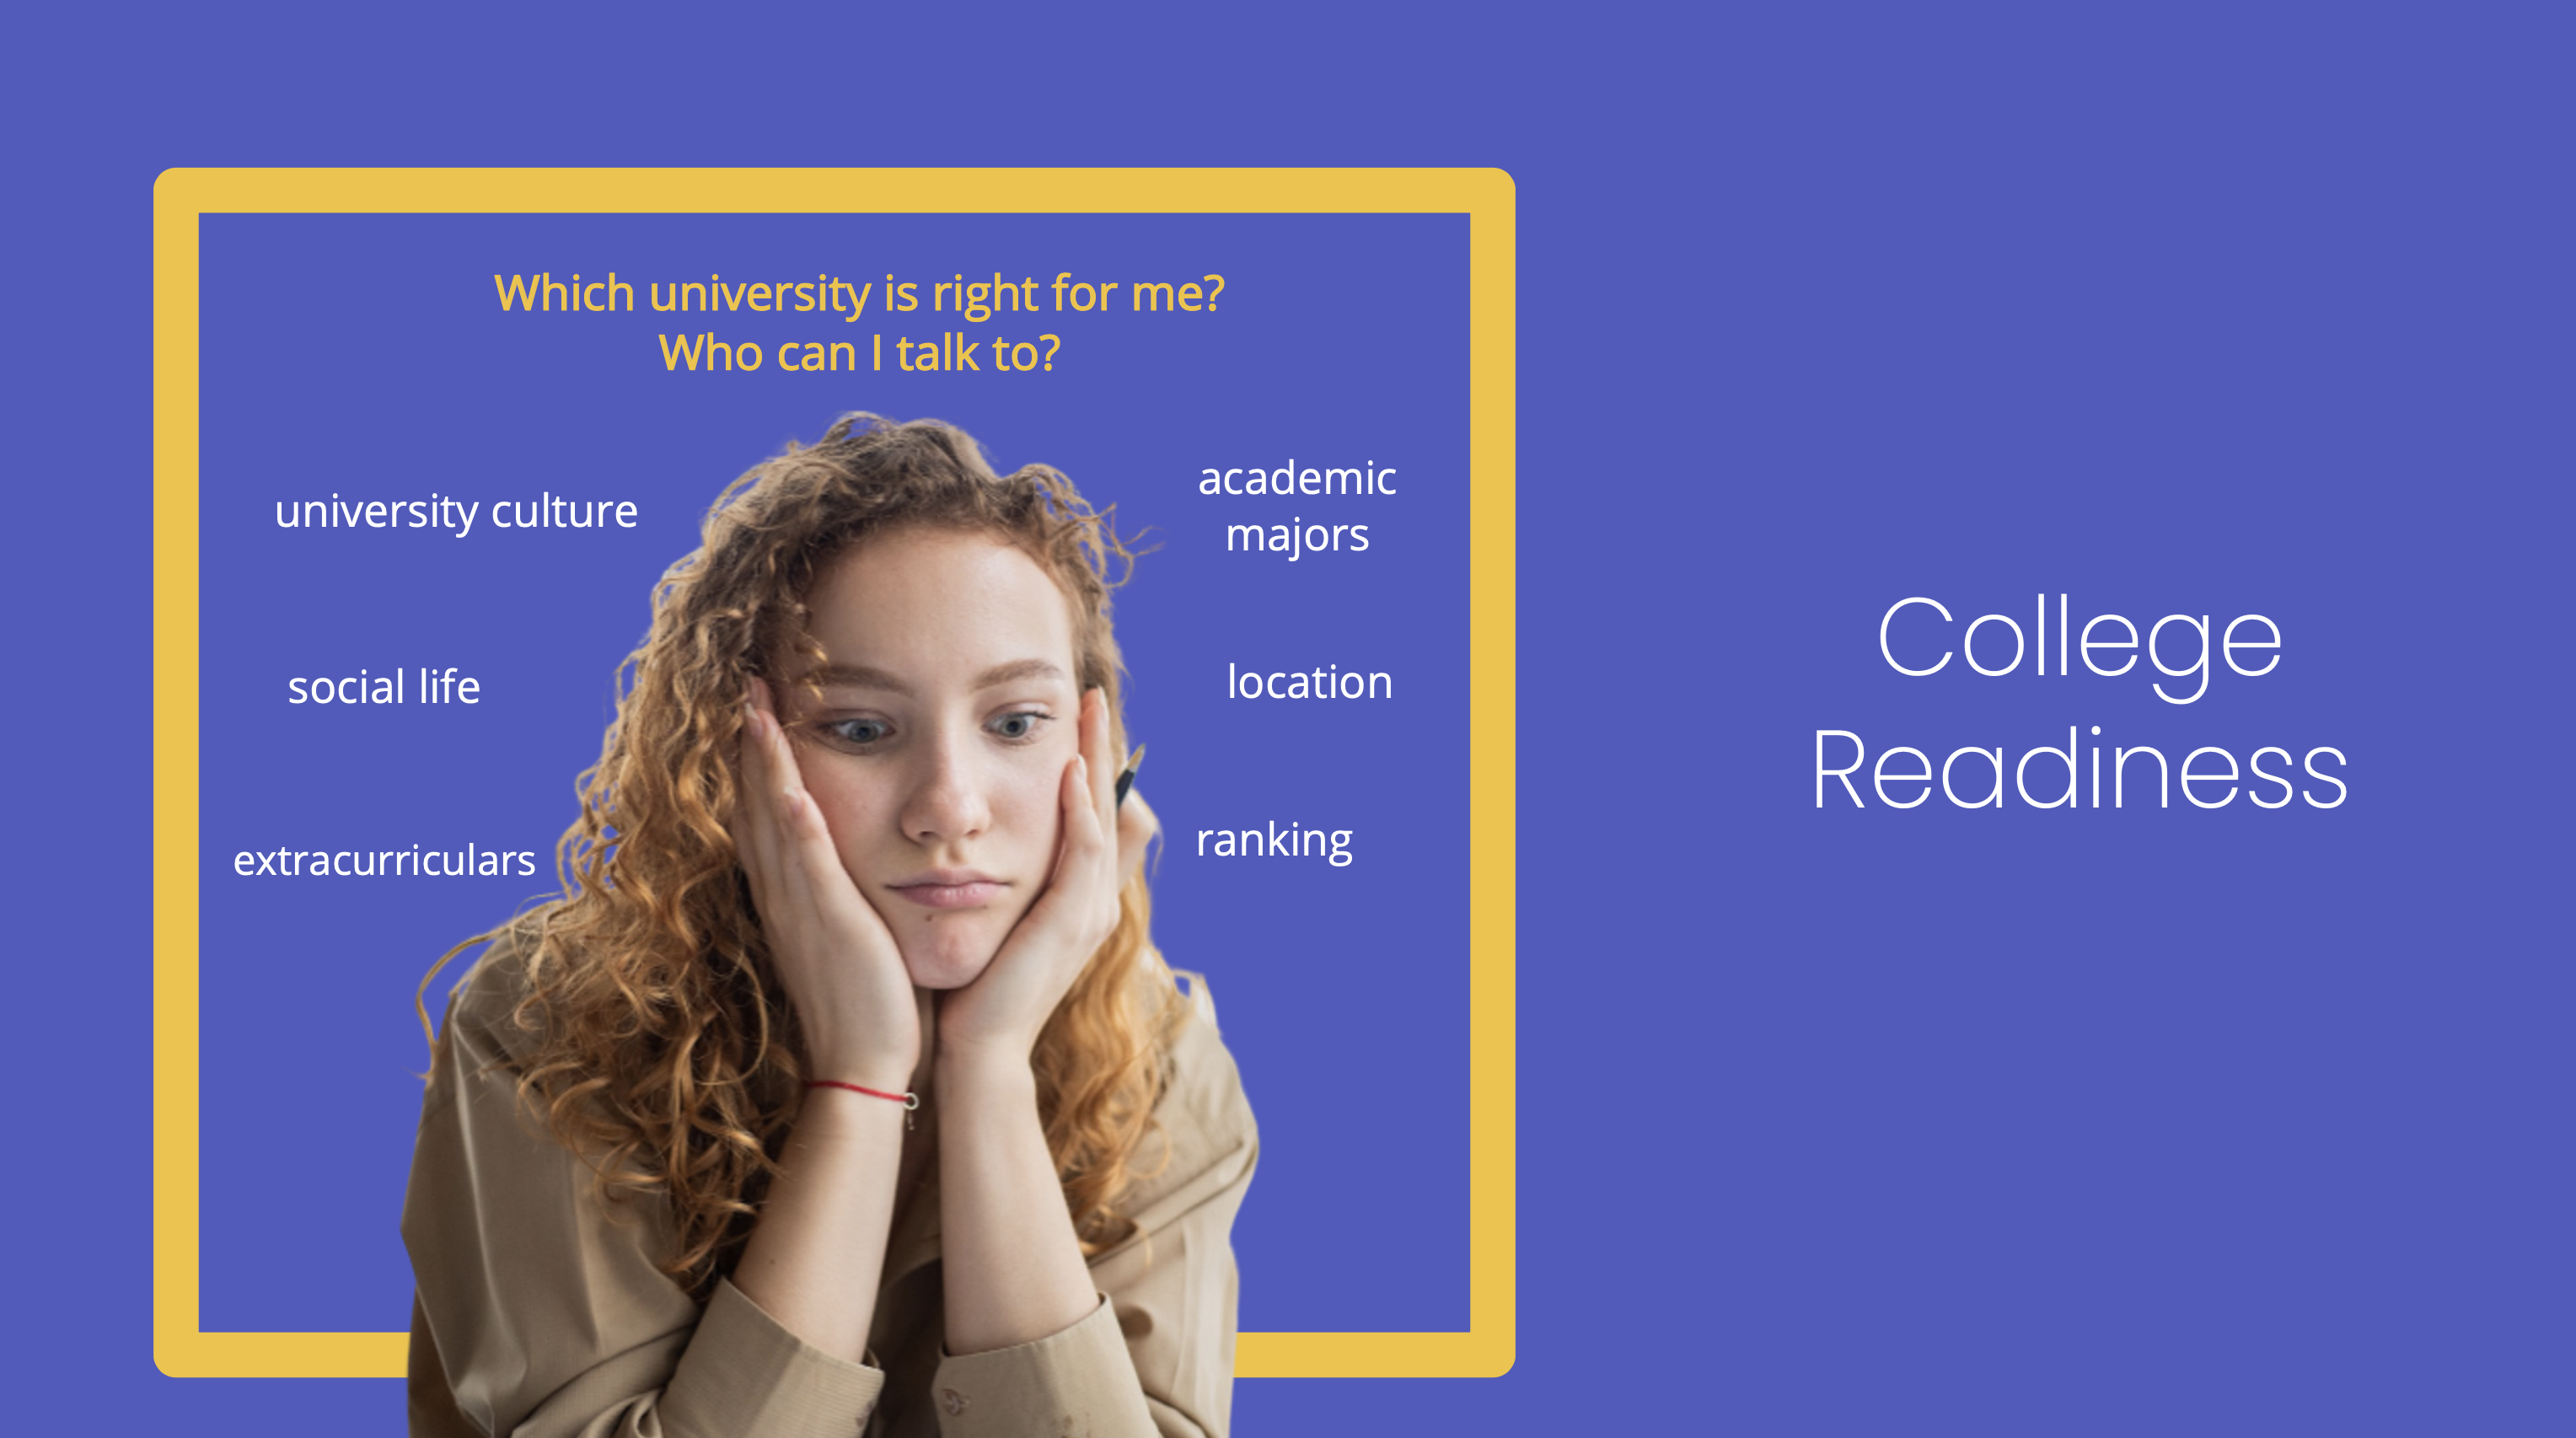 Which university is right for me?
Who can I talk to?
university culture
academic
majors
social life
location
extracurriculars
ranking
College
Readiness